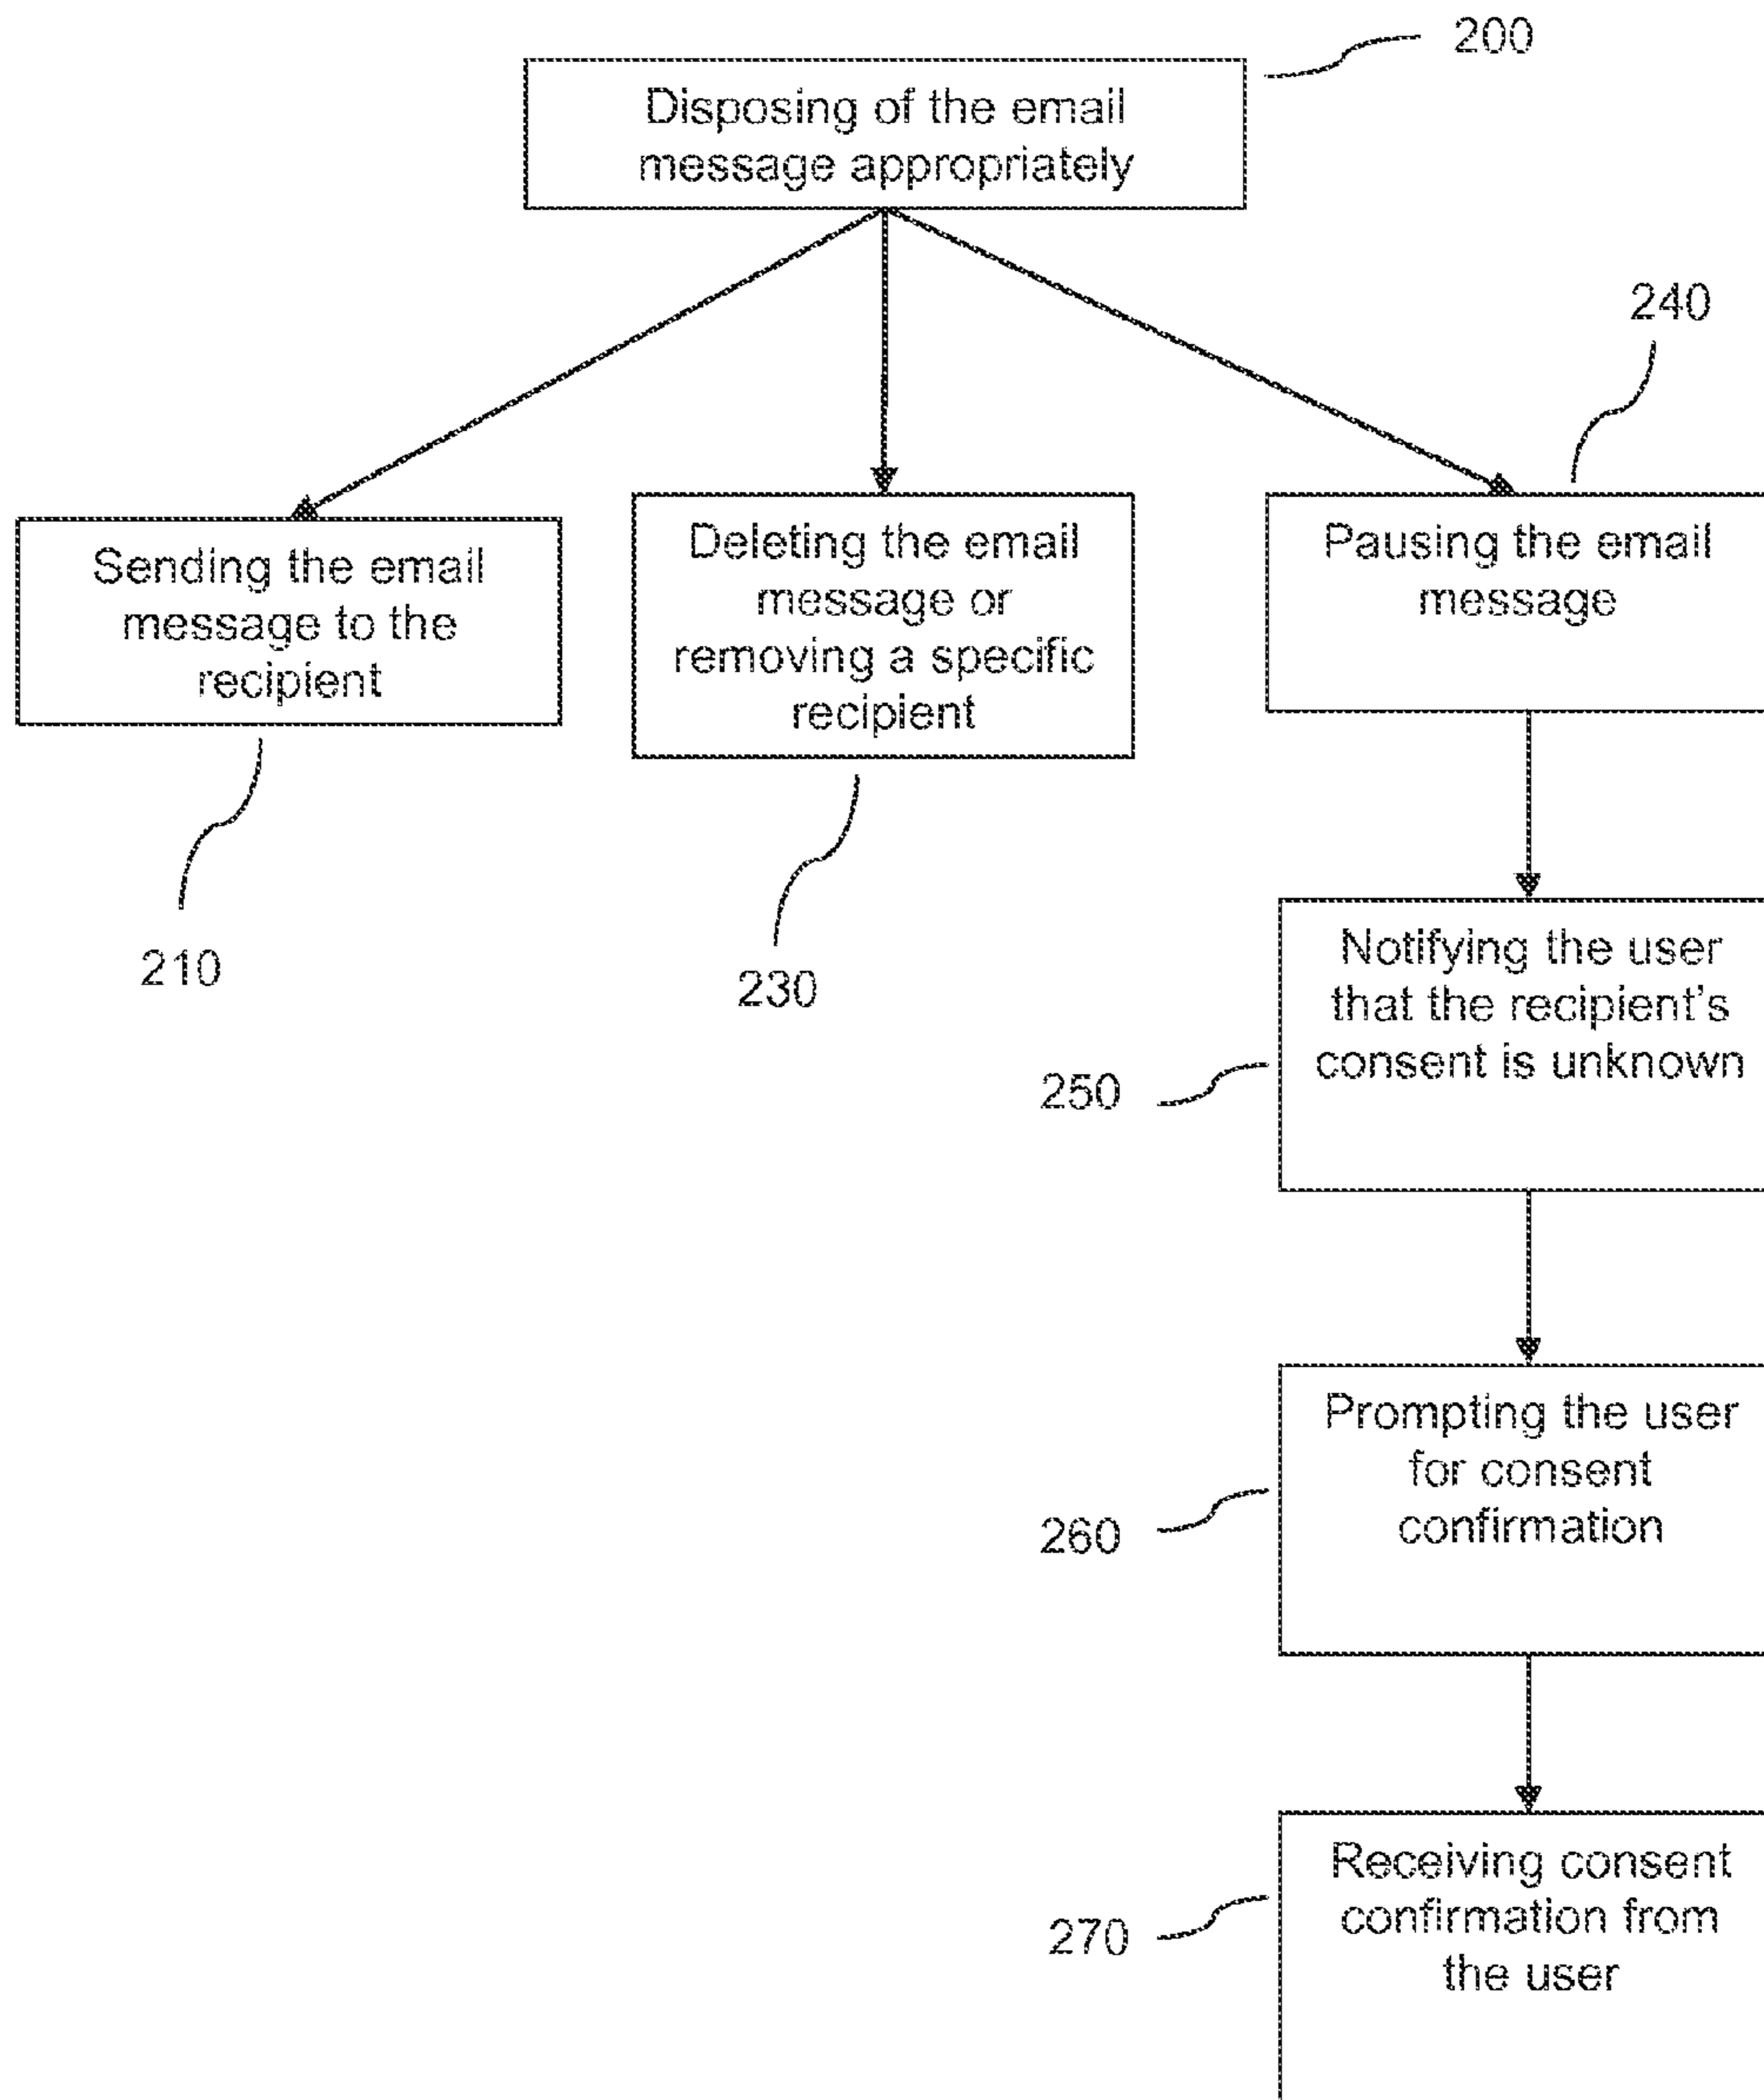 200
Disposing of the email
message appropriately
240
Sending the email
message to the
recipient
210
Deleting the email
message or
removing a specific
recipient
230
Pausing the email
message
Notifying the user
that the recipient's
consent is unknown
250
Prompting the user
for consent
confirmation
260
Receiving consent
confirmation from
the user
270